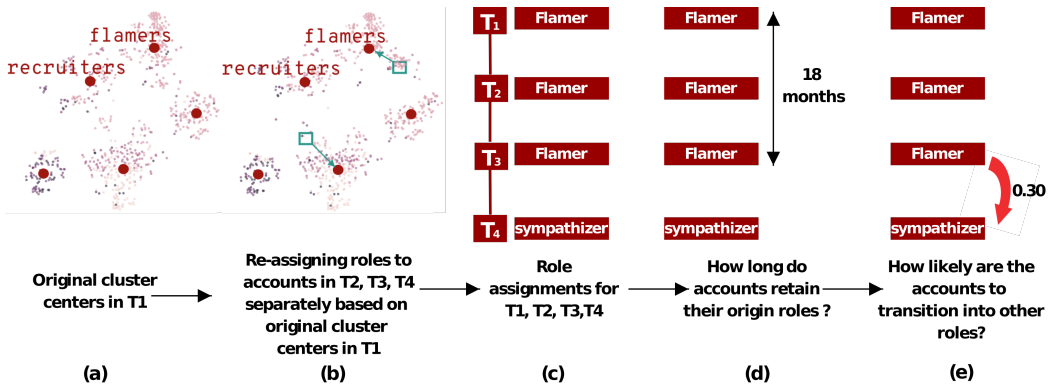 flamers
recruiters
Original cluster
centers in T1
(a)
flamers
recruiters
Re-assigning roles to
accounts in T2, T3, T4
separately based on
original cluster
centers in T1
(b)
T1
Flamer
T2
Flamer
T3
Flamer
T4
sympathizer
Role
assignments for
T1, T2, T3,T4
(c)
Flamer
Flamer
Flamer
sympathizer
18
months
How long do
accounts retain
their origin roles ?
(d)
Flamer
Flamer
Flamer
sympathizer
0.30
How likely are the
accounts to
transition into other
roles?
(e)